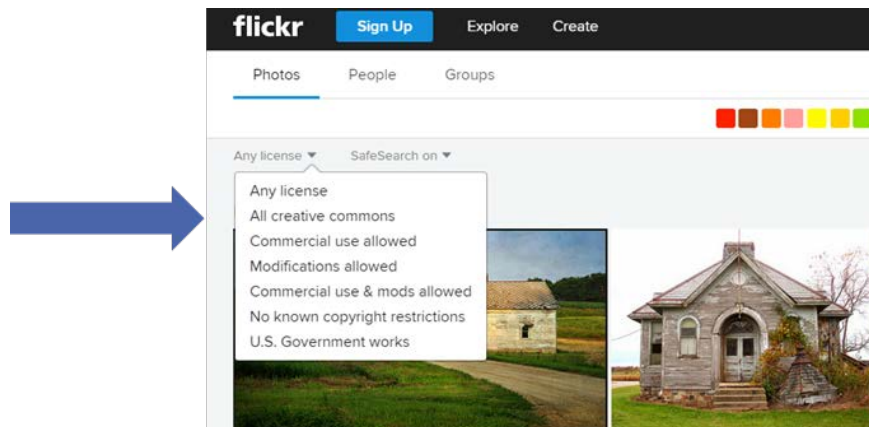 flickr Sign Up Explore Create
Photos People Groups
Any license SafeSearch on
Any license
All creative commons
Commercial use allowed
Modifications allowed
Commercial use & mods allowed
No known copyright restrictions
U.S. Government works